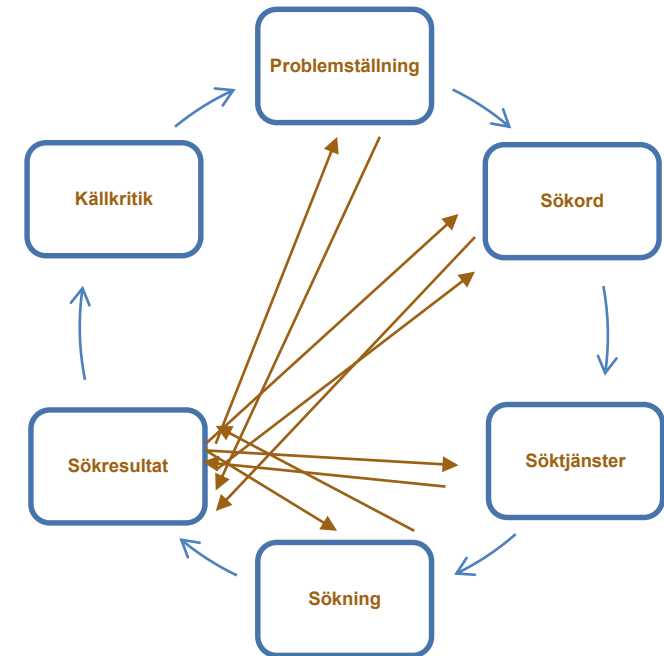 Problemställning
Sökord
Söktjänster
Sökning
Sökresultat
Källkritik